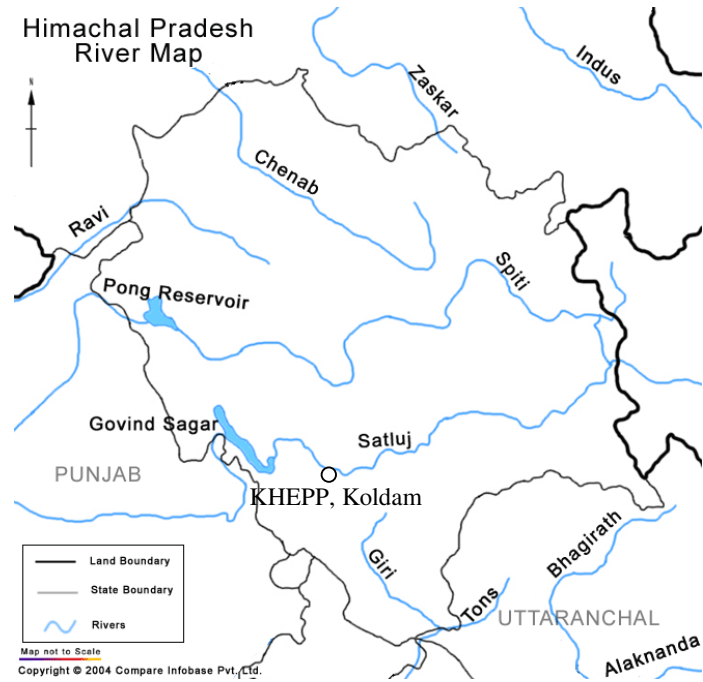 Himachal Pradesh
River Map
N
Indus
Zaskar
Chenab
Ravi
Spiti
Pong Reservoir
Govind Sagar
Satluj
PUNJAB
KHEPP, Koldam
Giri
Bhagirath
Tons
UTTARANCHAL
Alaknanda
Land Boundary
State Boundary
Rivers
Map not to Scale
Copyright © 2004 Compare Infobase Pvt. Ltd.